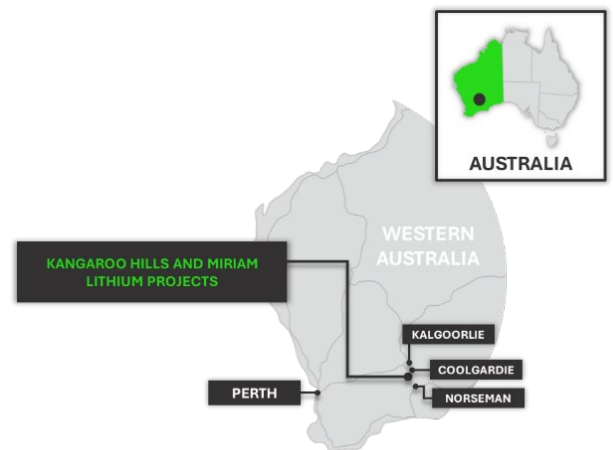 AUSTRALIA
WESTERN
AUSTRALIA
KANGAROO HILLS AND MIRIAM
LITHIUM PROJECTS
KALGOORLIE
COOLGARDIE
PERTH
NORSEMAN